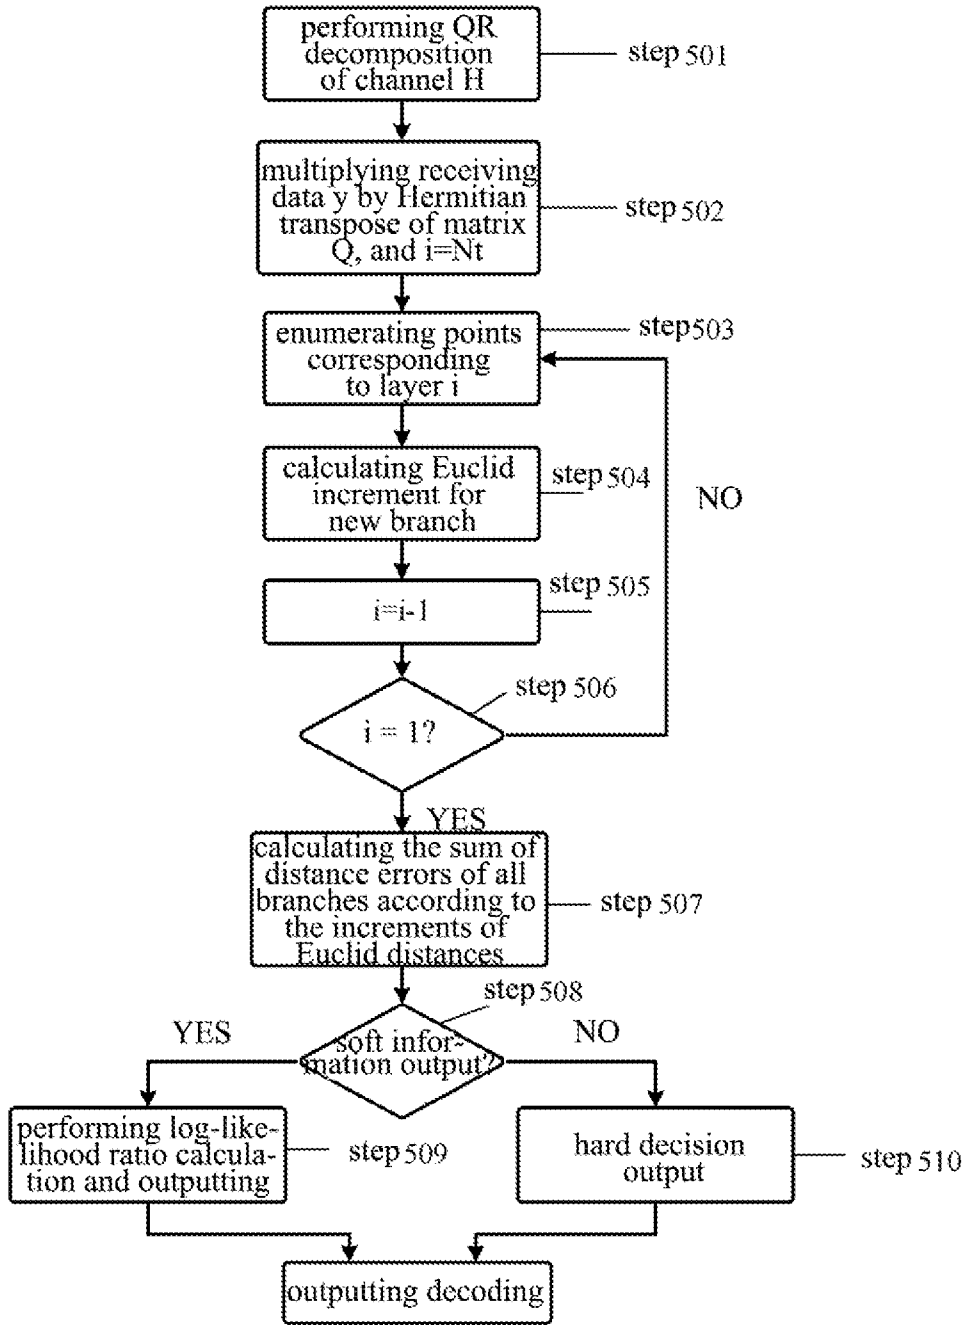 performing QR
decomposition
of channel H
step 501
multiplying receiving
data y by Hermitian
transpose of matrix
Q, and i=Nt
step 502
enumerating points
corresponding
to layer i
step503
calculating Euclid
increment for
new branch
step 504
NO
i=i-1
step 505
i = 1?
step 506
YES
calculating the sum of
distance errors of all
branches according to
the increments of
Euclid distances
step 507
soft infor-
mation output?
step 508
YES
NO
performing log-like-
lihood ratio calcula-
tion and outputting
step 509
hard decision
output
step 510
outputting decoding